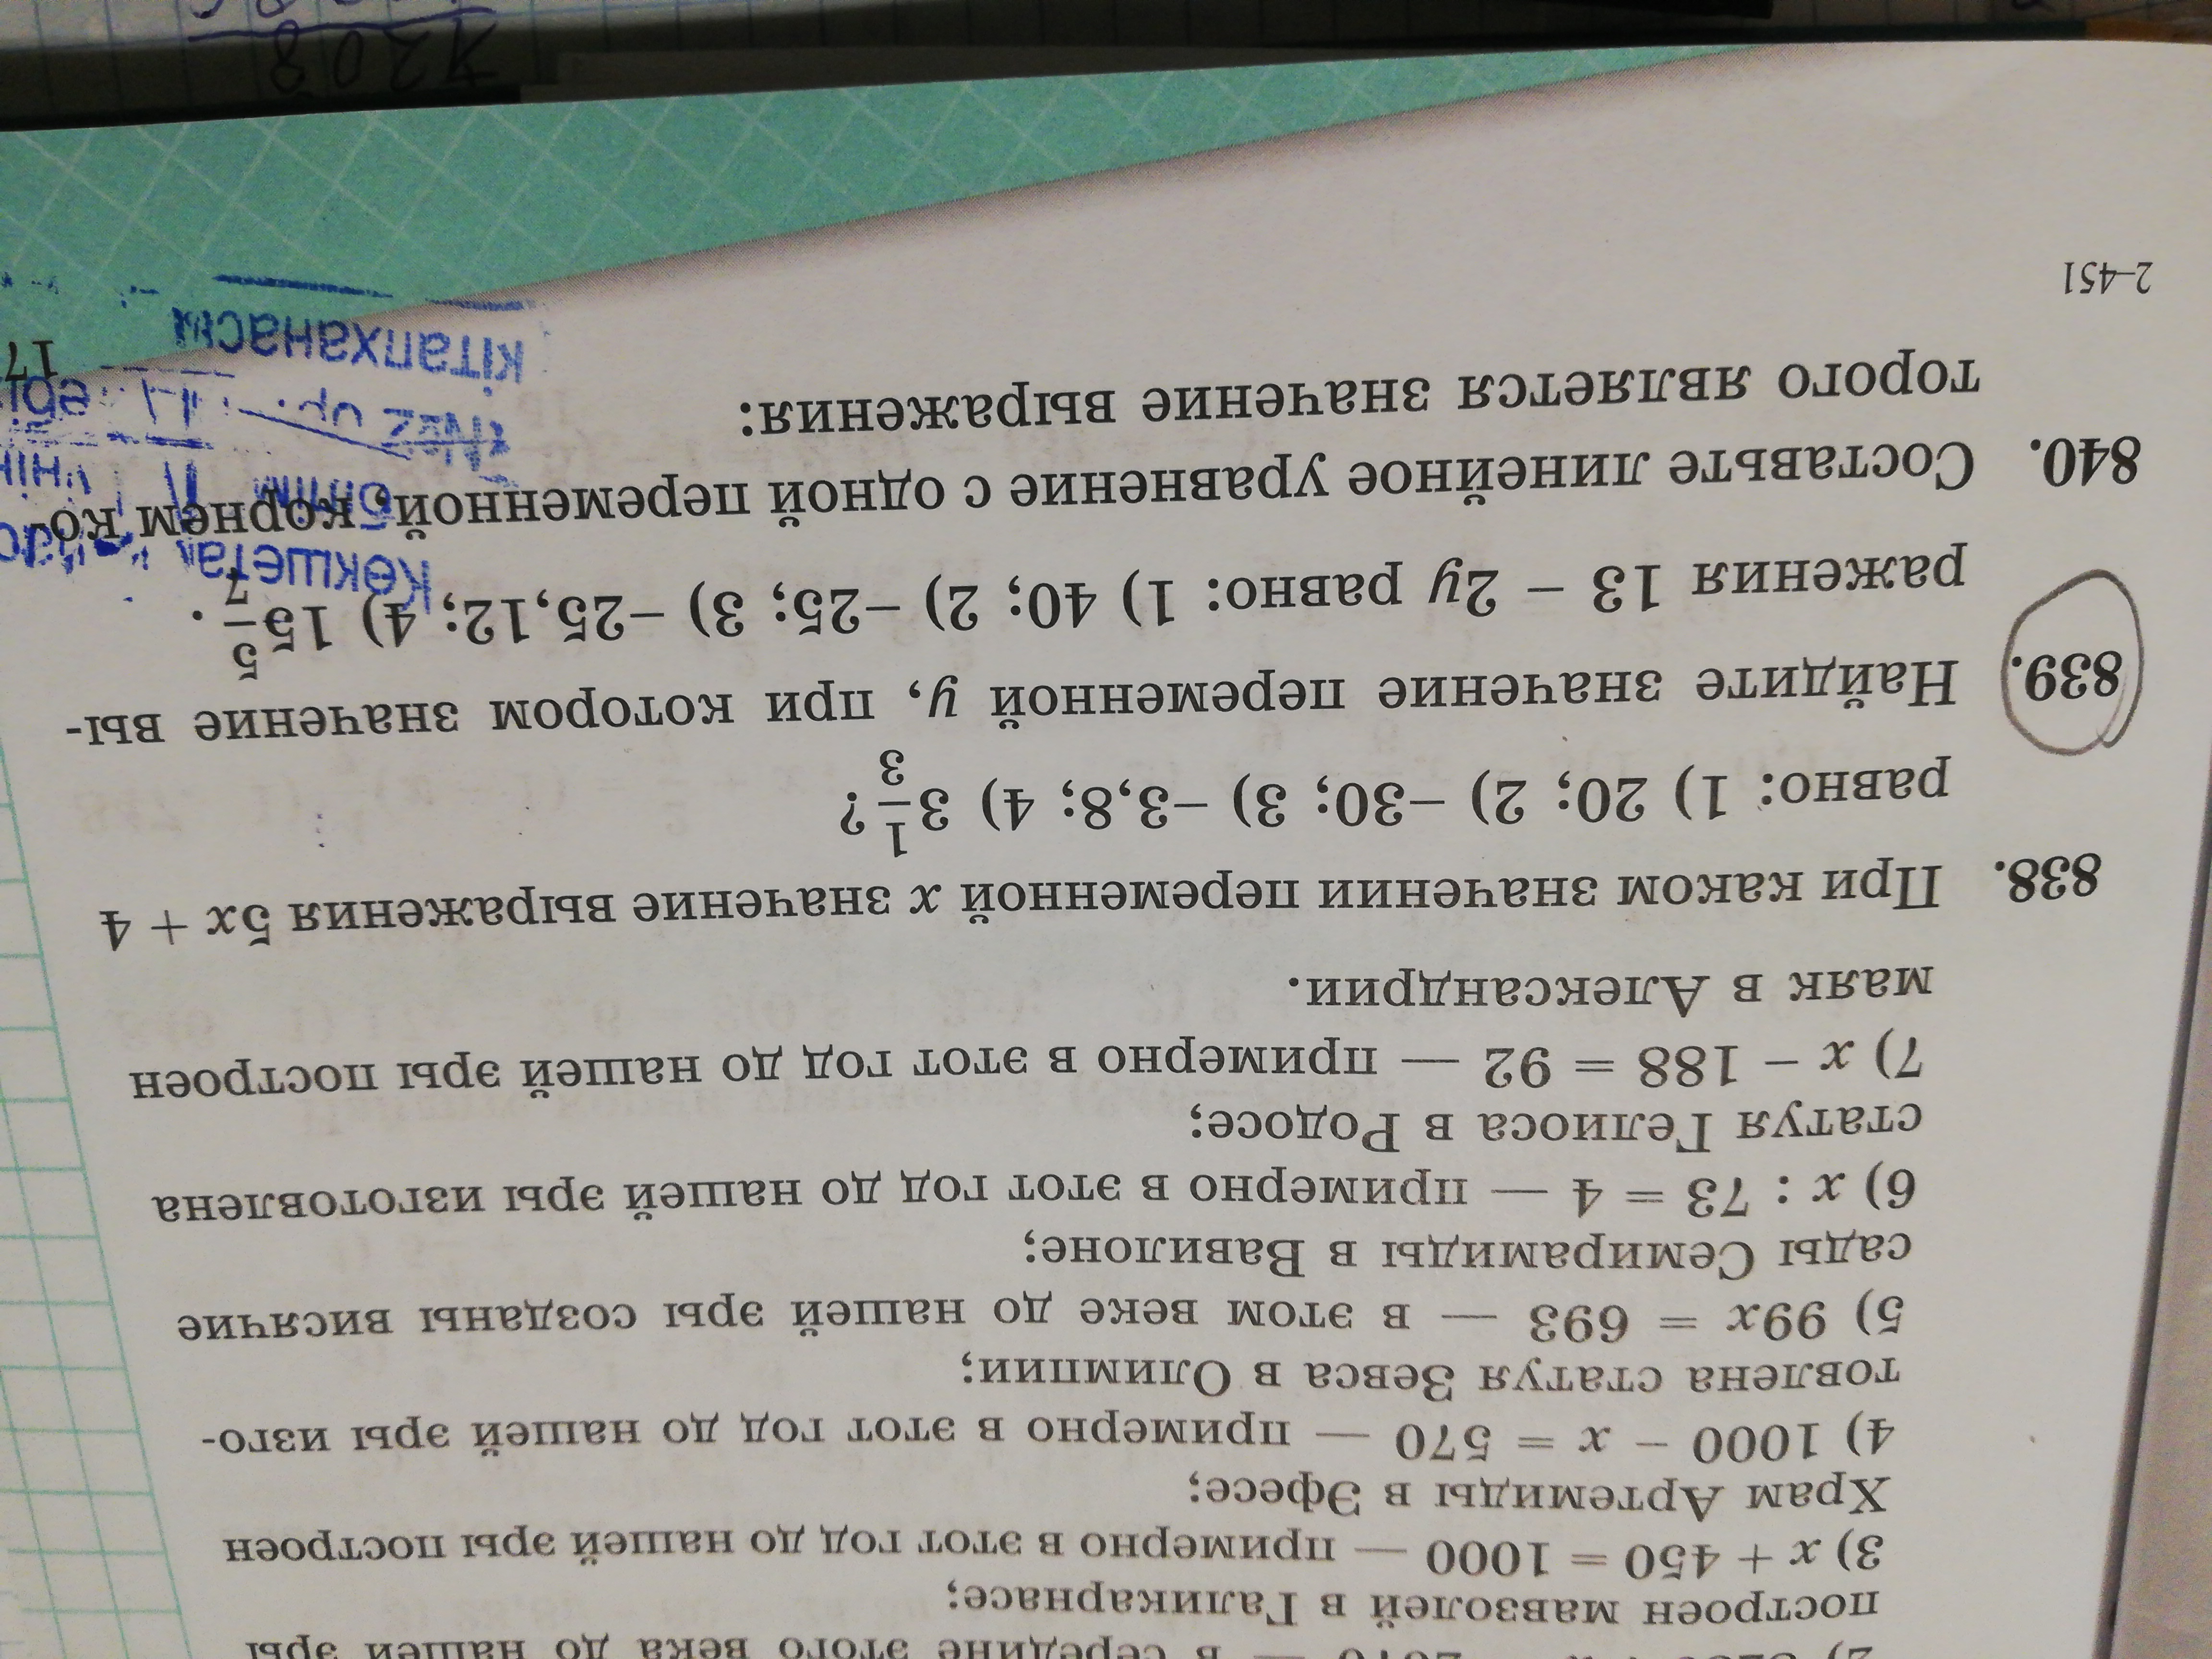 построен мавзолей в Галикарнасе;
3) x + 450 = 1000 — примерно в этот год до нашей эры построен
Храм Артемиды в Эфесе;
4) 1000 – x = 570 — примерно в этот год до нашей эры изго-
товлена статуя Зевса в Олимпии;
5) 99x = 693 — в этом веке до нашей эры созданы висячие
сады Семирамиды в Вавилоне;
6) x : 73 = 4 — примерно в этот год до нашей эры изготовлена
статуя Гелиоса в Родосе;
7) x – 188 = 92 — примерно в этот год до нашей эры построен
маяк в Александрии.
838. При каком значении переменной x значение выражения 5x + 4
равно: 1) 20; 2) –30; 3) –3,8; 4) 3 1/3?
839. Найдите значение переменной y, при котором значение вы-
ражения 13 – 2y равно: 1) 40; 2) –25; 3) –25,12; 4) 15 5/7.
840. Составьте линейное уравнение с одной переменной, корнем ко-
торого является значение выражения:
кітапханасы
17
2–451
1308